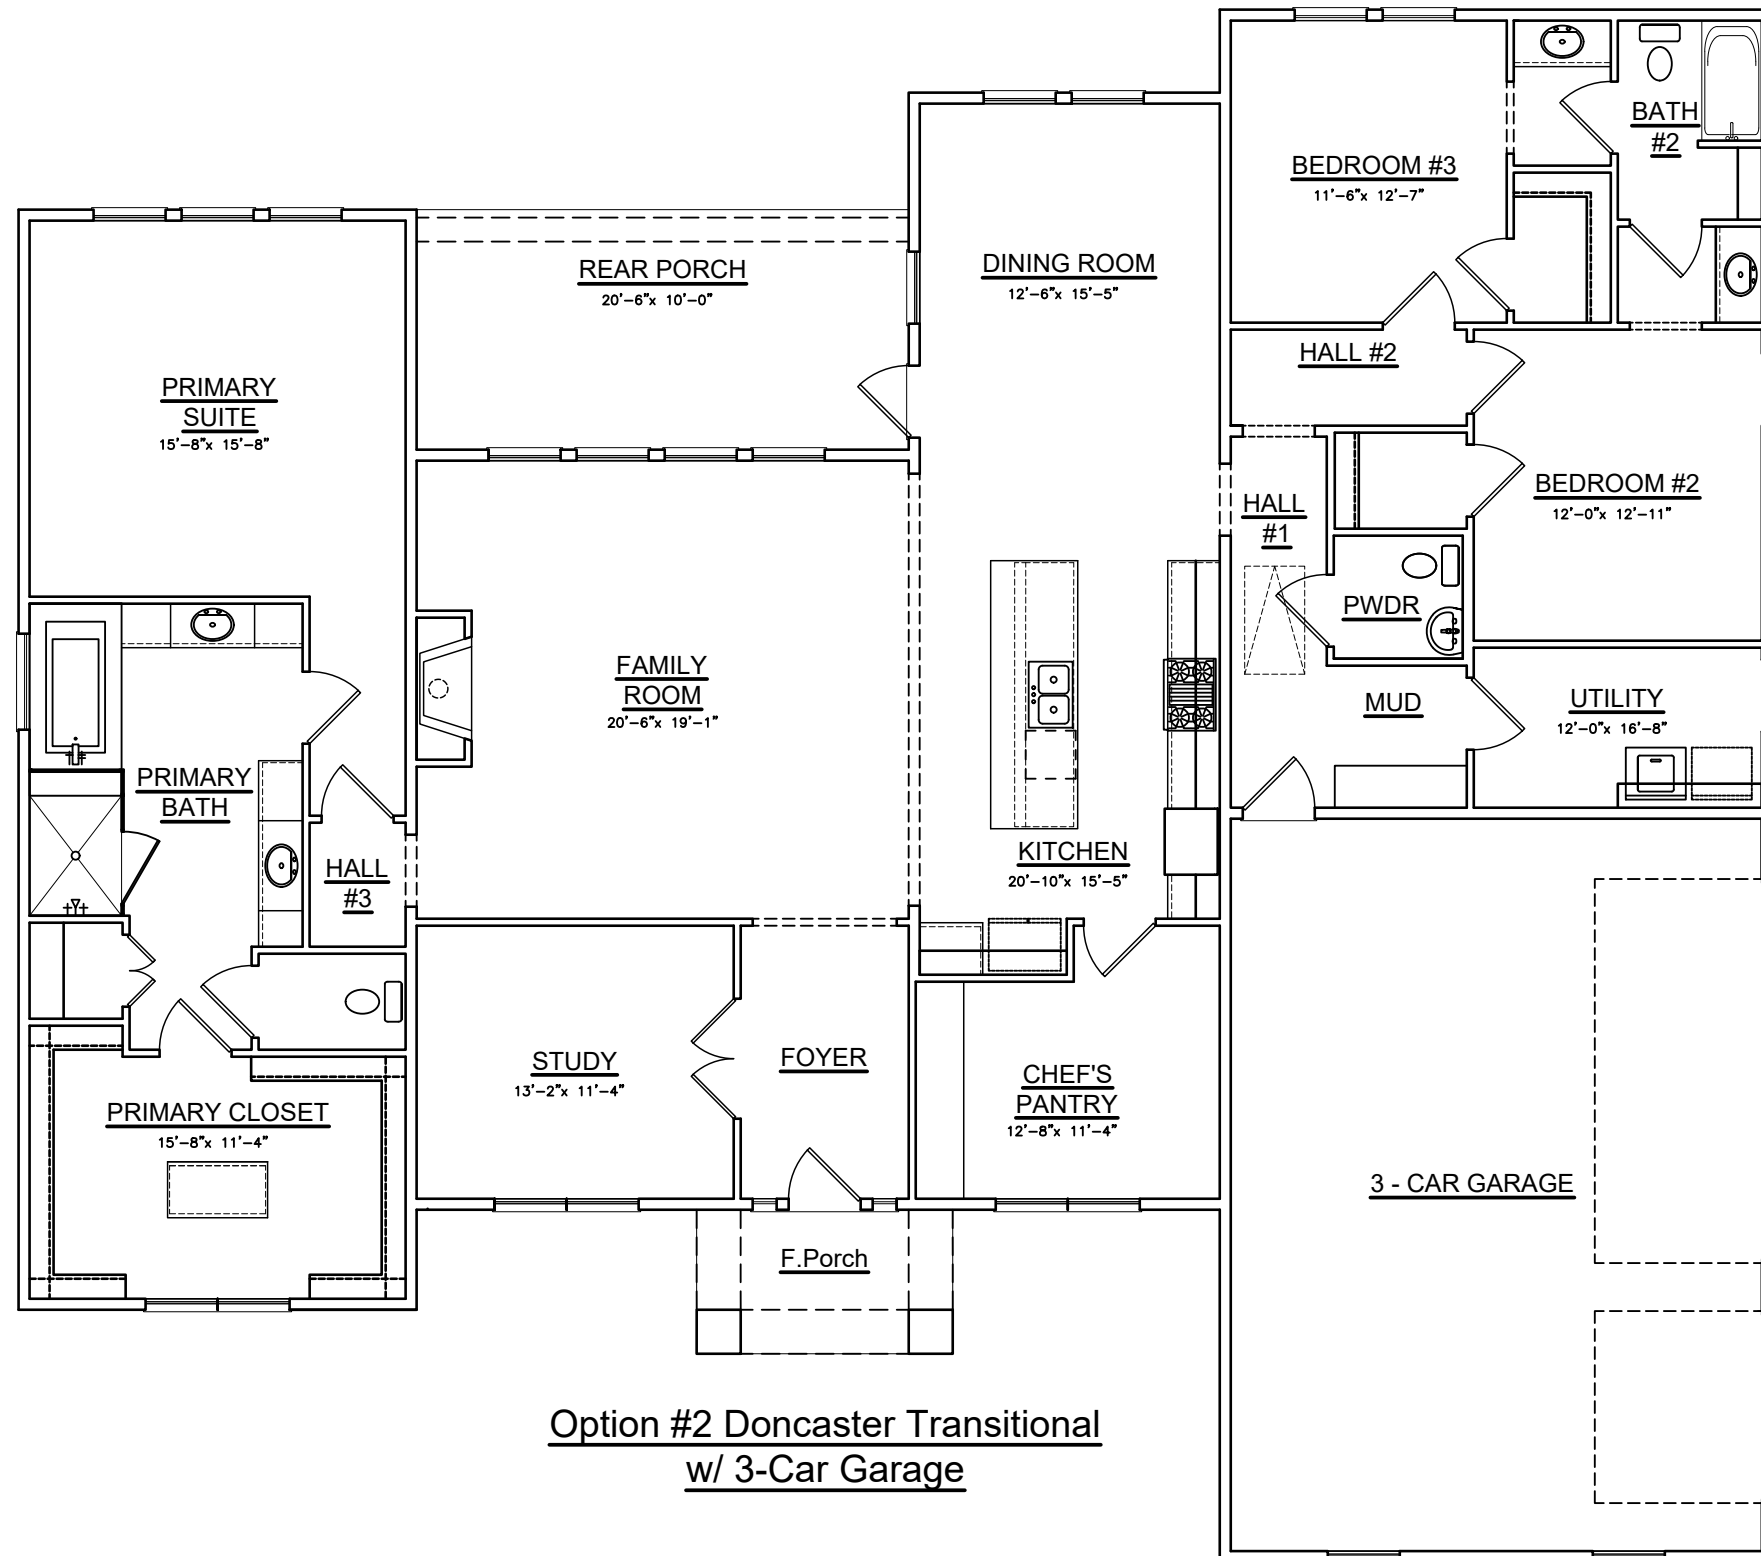 BATH
#2
BEDROOM #3
11'-6"x 12'-7"
DINING ROOM
12'-6"x 15'-5"
REAR PORCH
20'-6"x 10'-0"
HALL #2
PRIMARY
SUITE
15'-8"x 15'-8"
BEDROOM #2
12'-0"x 12'-11"
HALL
#1
PWDR
FAMILY
ROOM
20'-6"x 19'-1"
MUD
UTILITY
12'-0"x 16'-8"
PRIMARY
BATH
KITCHEN
20'-10"x 15'-5"
HALL
#3
STUDY
13'-2"x 11'-4"
FOYER
CHEF'S
PANTRY
12'-8"x 11'-4"
PRIMARY CLOSET
15'-8"x 11'-4"
3 - CAR GARAGE
F.Porch
Option #2 Doncaster Transitional
w/ 3-Car Garage